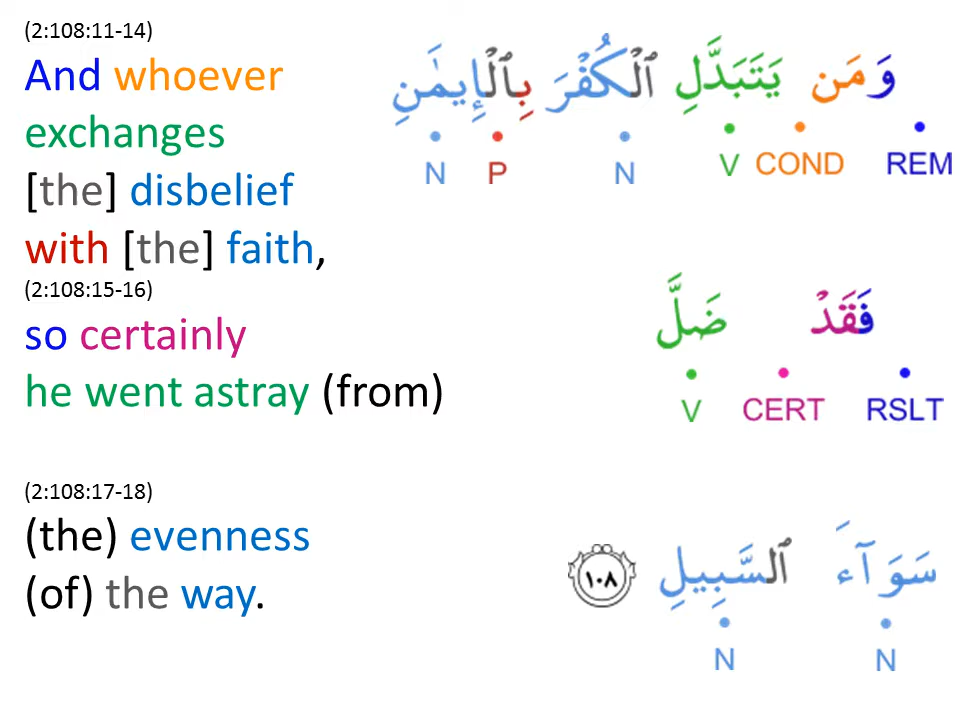 (2:108:11-14)
And whoever
exchanges
[the] disbelief
with [the] faith,
وَمَن يَتَبَدَّلِ ٱلْكُفْرَ بِٱلْإِيمَٰنِ
N P N V COND REM
(2:108:15-16)
so certainly
he went astray (from)
فَقَدْ ضَلَّ
V CERT RSLT
(2:108:17-18)
(the) evenness
(of) the way.
سَوَآءَ ٱلسَّبِيلِ ١٠٨
N N